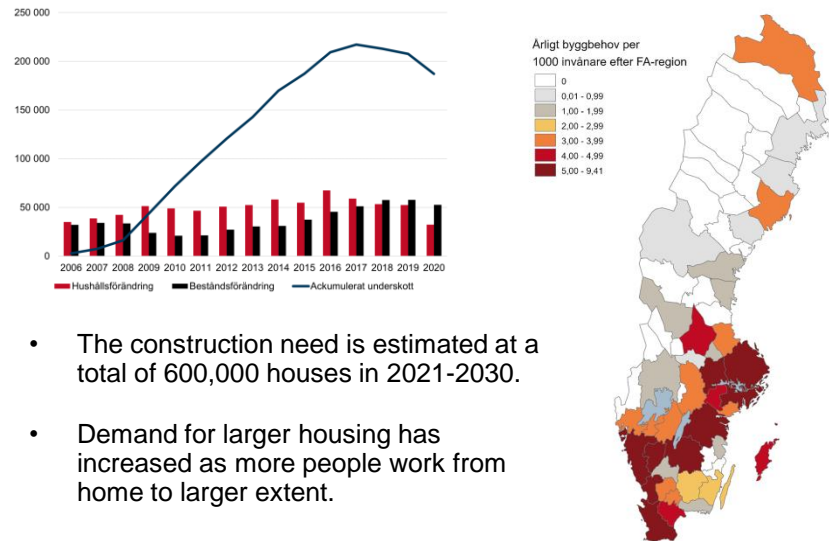 250 000
200 000
150 000
100 000
50 000
0
2006 2007 2008 2009 2010 2011 2012 2013 2014 2015 2016 2017 2018 2019 2020
Hushållsförändring Beståndsförändring Ackumulerat underskott
Årligt byggbehov per
1000 invånare efter FA-region
0
0,01 - 0,99
1,00 - 1,99
2,00 - 2,99
3,00 - 3,99
4,00 - 4,99
5,00 - 9,41
• The construction need is estimated at a
total of 600,000 houses in 2021-2030.
• Demand for larger housing has
increased as more people work from
home to larger extent.